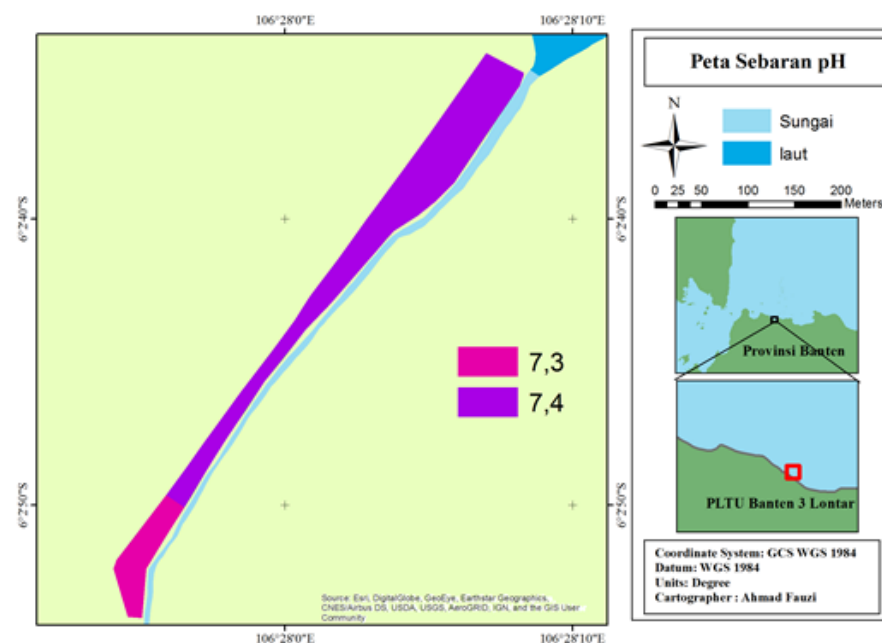 106°28'0"E
106°28'10"E
6°2'40"S
6°2'40"S
7,3
7,4
6°2'50"S
6°2'50"S
Source: Esri, DigitalGlobe, GeoEye, Earthstar Geographics,
CNES/Airbus DS, USDA, USGS, AeroGRID, IGN, and the GIS User
Community
106°28'0"E
106°28'10"E
Peta Sebaran pH
N
Sungai
laut
0 25 50 100 150 200
Meters
Provinsi Banten
PLTU Banten 3 Lontar
Coordinate System: GCS WGS 1984
Datum: WGS 1984
Units: Degree
Cartographer : Ahmad Fauzi